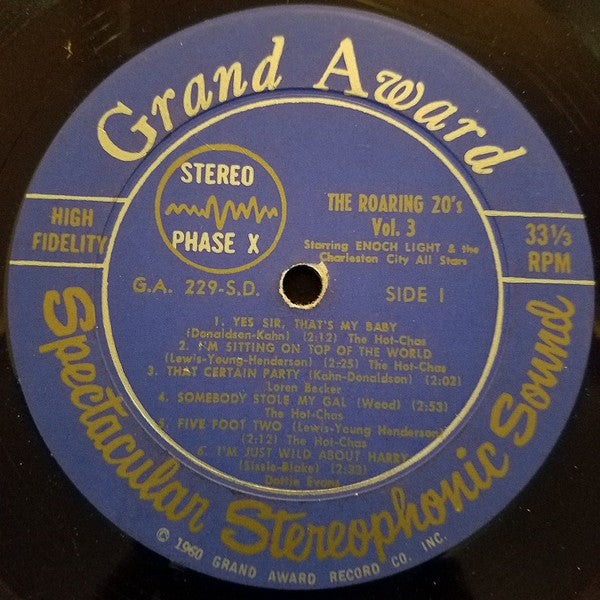 Grand Award
STEREO
PHASE X
THE ROARING 20's
Vol. 3
Starring ENOCH LIGHT & the
Charleston City All Stars
HIGH
FIDELITY
33⅓
RPM
G.A. 229-S.D.
SIDE 1
1. YES SIR, THAT'S MY BABY
(Donaldson-Kahn) (2:12) The Hot-Chas
2. I'M SITTING ON TOP OF THE WORLD
(Lewis-Young-Henderson) (2:25) The Hot-Chas
3. THAT CERTAIN PARTY (Kahn-Donaldson) (2:02)
Loren Becker
4. SOMEBODY STOLE MY GAL (Wood) (2:53)
The Hot-Chas
5. FIVE FOOT TWO (Lewis-Young-Henderson)
(2:12) The Hot-Chas
6. I'M JUST WILD ABOUT HARRY
(Sissle-Blake) (2:33)
Dottie Evans
Spectacular Stereophonic Sound
© 1960 GRAND AWARD RECORD CO. INC.